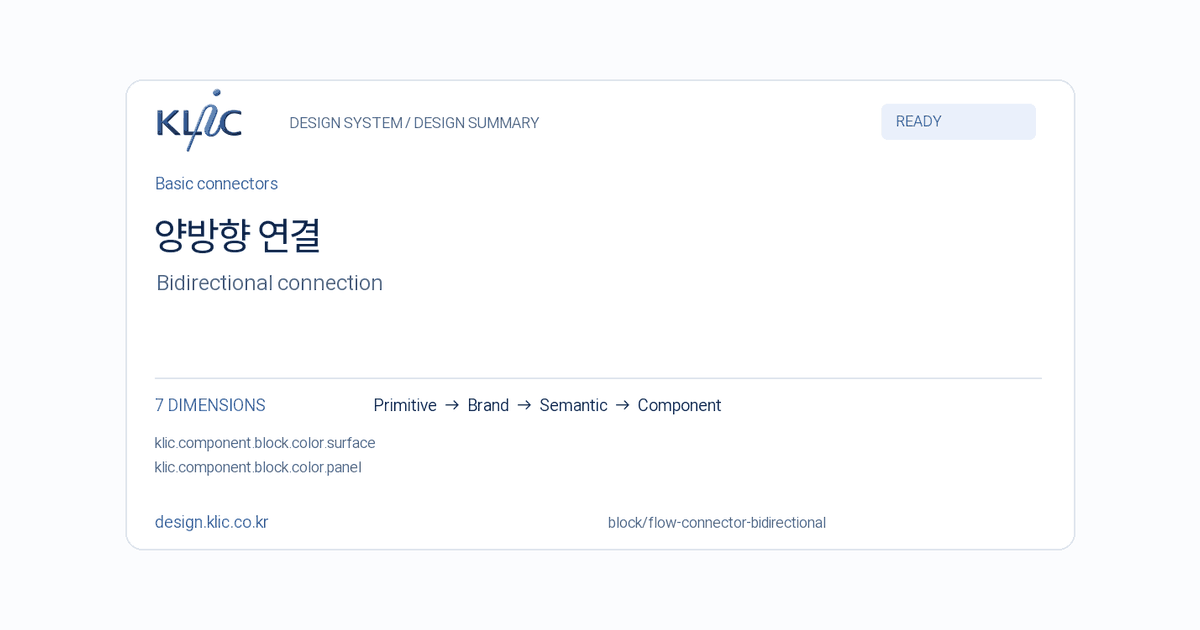 KLiC
DESIGN SYSTEM / DESIGN SUMMARY
READY
Basic connectors
양방향 연결
Bidirectional connection
7 DIMENSIONS
Primitive → Brand → Semantic → Component
klic.component.block.color.surface
klic.component.block.color.panel
design.klic.co.kr
block/flow-connector-bidirectional